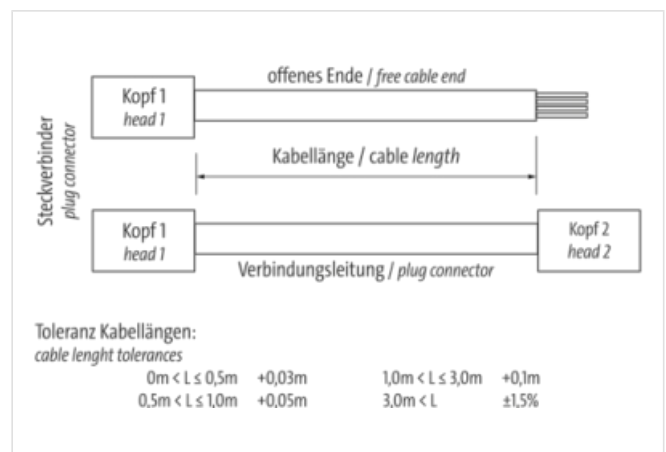 offenes Ende / free cable end
Kopf 1
head 1
Steckverbinder
plug connector
Kabellänge / cable length
Kopf 1
head 1
Kopf 2
head 2
Verbindungsleitung / plug connector
Toleranz Kabellängen:
cable lenght tolerances
0m < L ≤ 0,5m +0,03m 1,0m < L ≤ 3,0m +0,1m
0,5m < L ≤ 1,0m +0,05m 3,0m < L ±1,5%